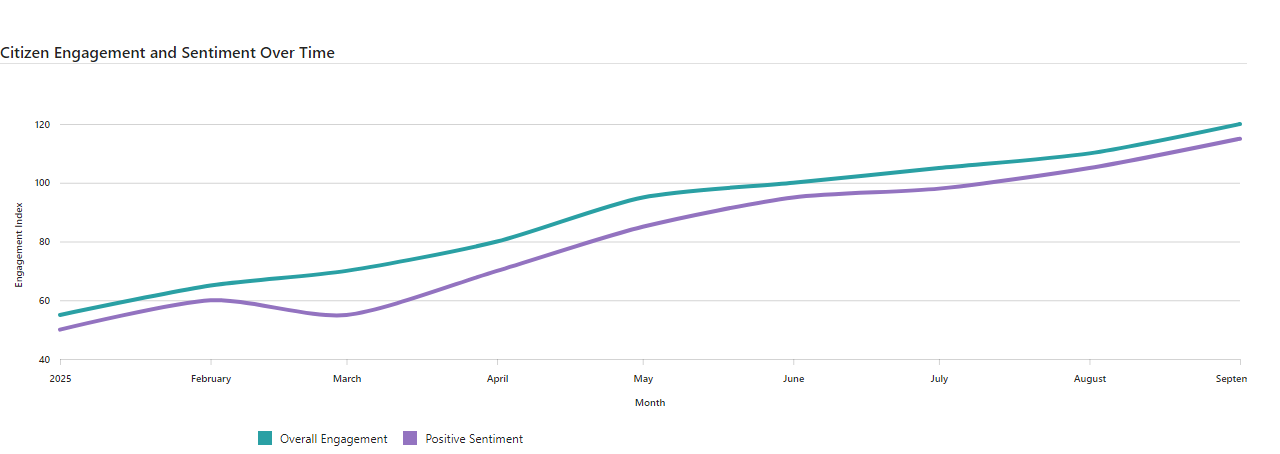 Citizen Engagement and Sentiment Over Time
120
100
80
60
40
Engagement Index
2025 February March April May June July August Septen
Month
Overall Engagement Positive Sentiment